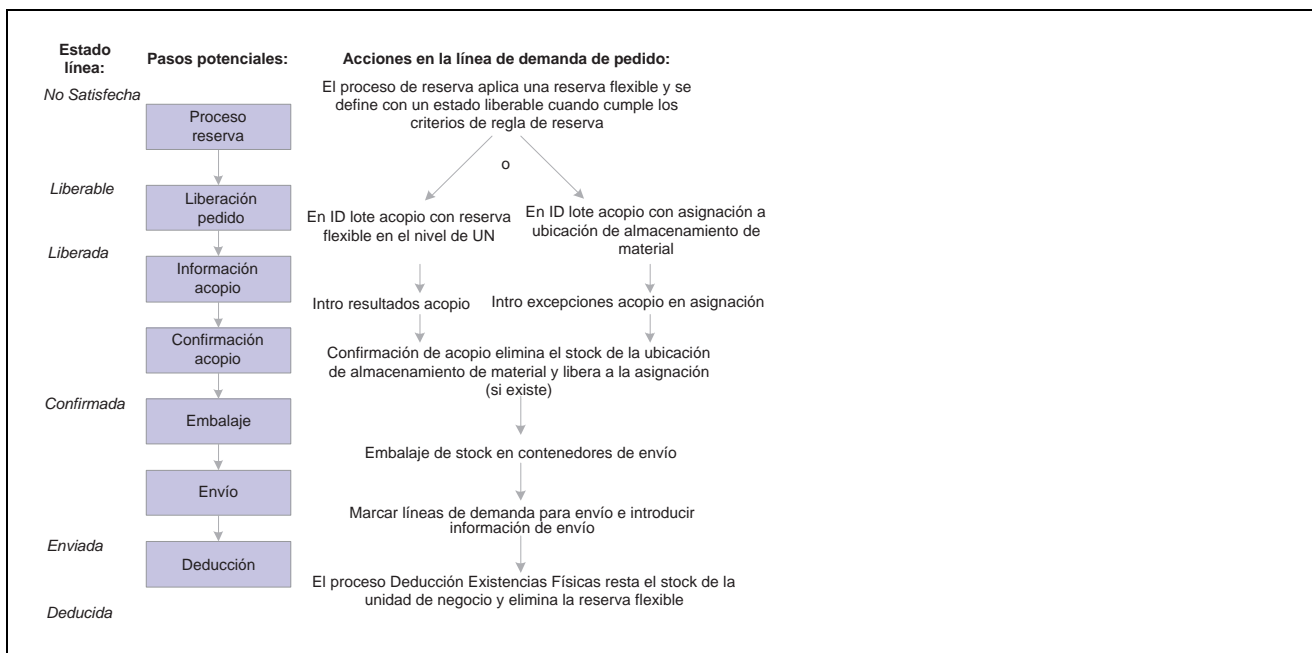 Estado
línea:
Pasos potenciales:
Acciones en la línea de demanda de pedido:
No Satisfecha
El proceso de reserva aplica una reserva flexible y se
define con un estado liberable cuando cumple los
criterios de regla de reserva
Proceso
reserva
o
Liberable
Liberación
pedido
En ID lote acopio con reserva
flexible en el nivel de UN
En ID lote acopio con asignación a
ubicación de almacenamiento de
material
Liberada
Información
acopio
Intro resultados acopio
Intro excepciones acopio en asignación
Confirmación
acopio
Confirmación de acopio elimina el stock de la ubicación
de almacenamiento de material y libera a la asignación
(si existe)
Confirmada
Embalaje
Embalaje de stock en contenedores de envío
Envío
Marcar líneas de demanda para envío e introducir
información de envío
Enviada
Deducción
El proceso Deducción Existencias Físicas resta el stock de la
unidad de negocio y elimina la reserva flexible
Deducida